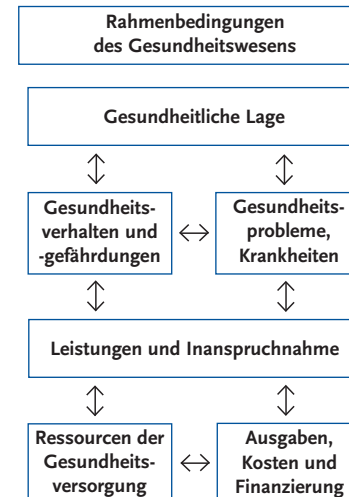 Rahmenbedingungen
des Gesundheitswesens
Gesundheitliche Lage
Gesundheits-
verhalten und
-gefährdungen
Gesundheits-
probleme,
Krankheiten
Leistungen und Inanspruchnahme
Ressourcen der
Gesundheits-
versorgung
Ausgaben,
Kosten und
Finanzierung